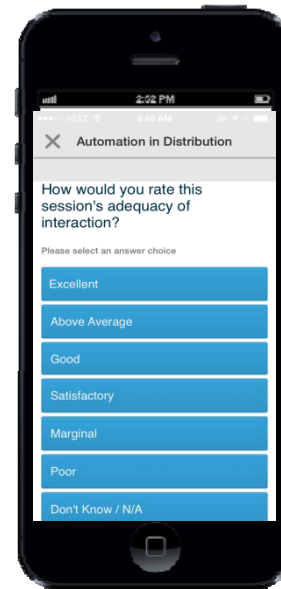 2:52 PM
AT&T 8:46 AM
Automation in Distribution
How would you rate this
session's adequacy of
interaction?
Please select an answer choice
Excellent
Above Average
Good
Satisfactory
Marginal
Poor
Don't Know / N/A